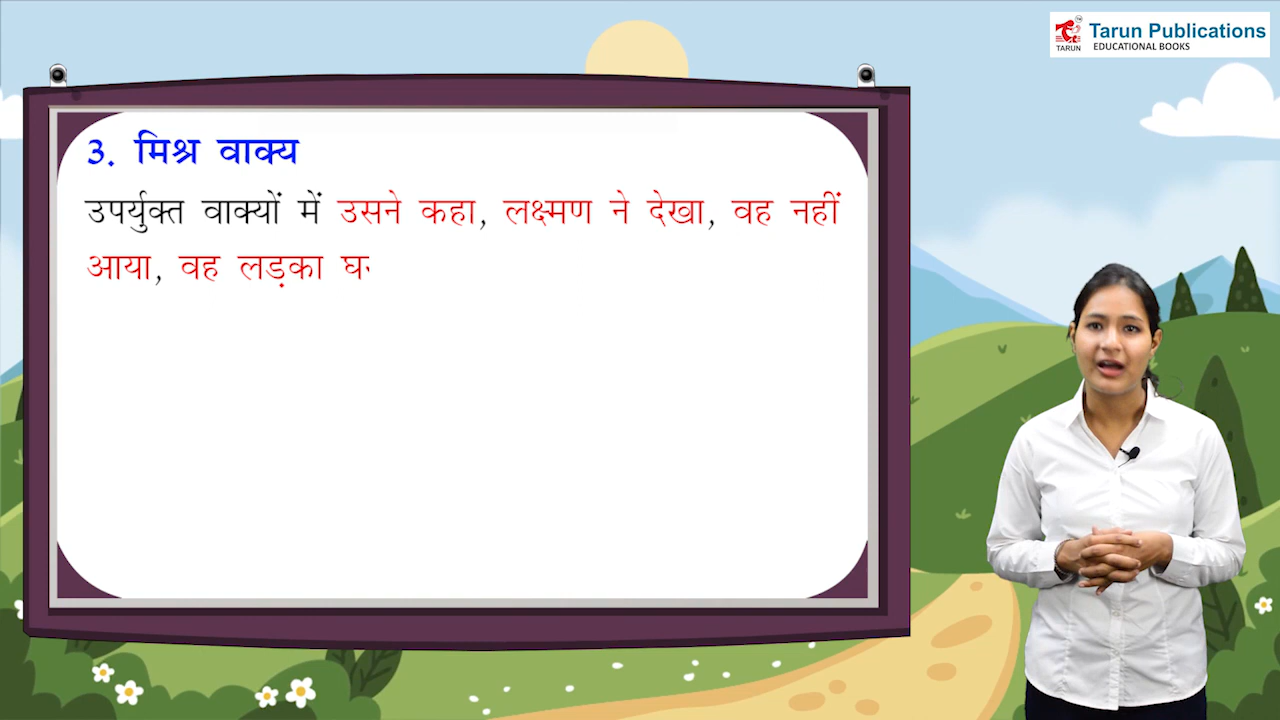 Tarun Publications
TARUN
EDUCATIONAL BOOKS
3. मिश्र वाक्य
उपर्युक्त वाक्यों में उसने कहा, लक्ष्मण ने देखा, वह नहीं
आया, वह लड़का